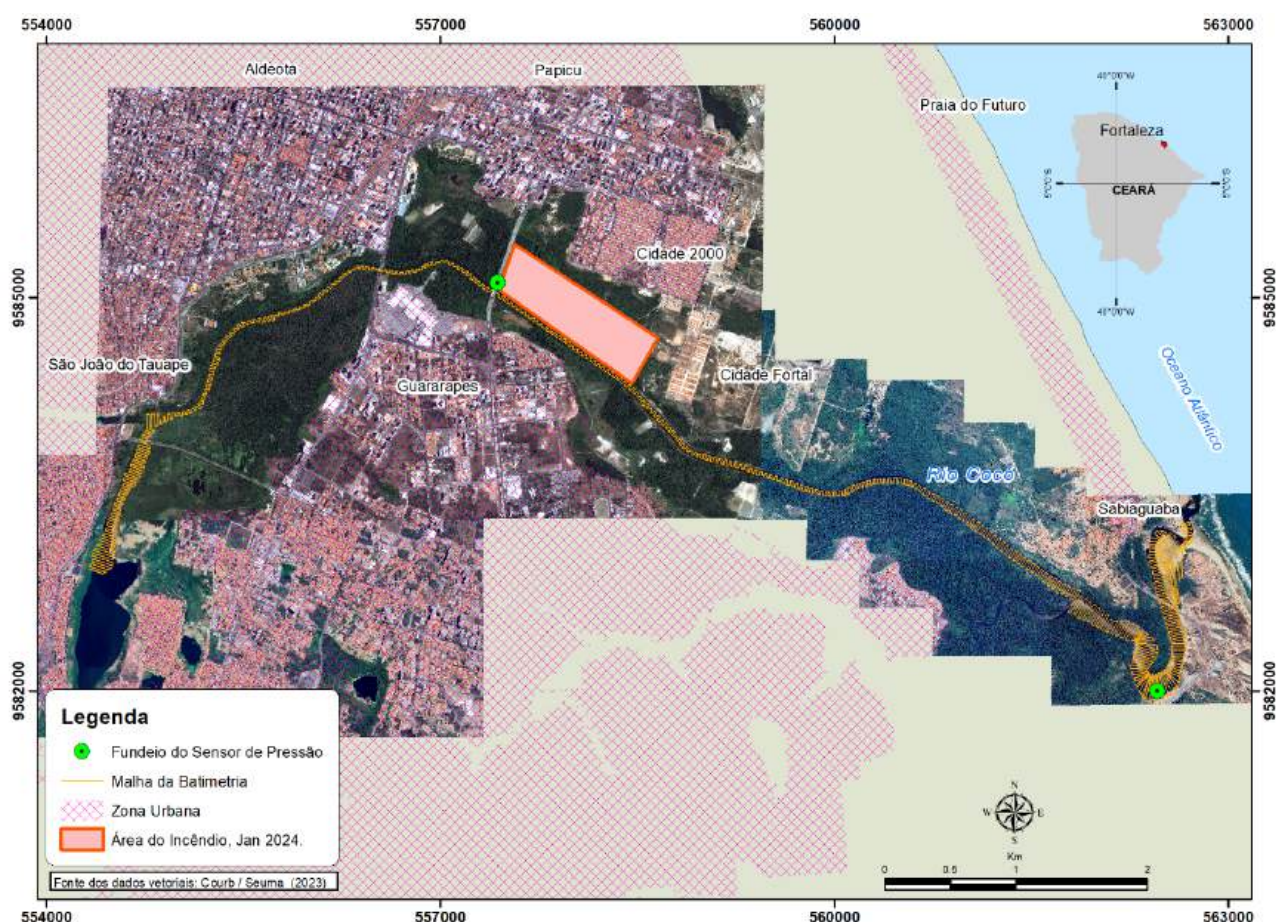 554000 557000 560000 563000
Aldeota
Papicu
Praia do Futuro
Fortaleza
CEARÁ
Cidade 2000
9585000
9585000
São João do Tauape
Guararapes
Cidade Fortal
Oceano Atlântico
Rio Cocó
Sabiaguaba
9582000
9582000
Legenda
Fundeio do Sensor de Pressão
Malha da Batimetria
Zona Urbana
Área do Incêndio, Jan 2024.
Fonte dos dados vetoriais: Courb / Seuma (2023)
N
W E
S
Km
0 0.5 1 2
554000 557000 560000 563000